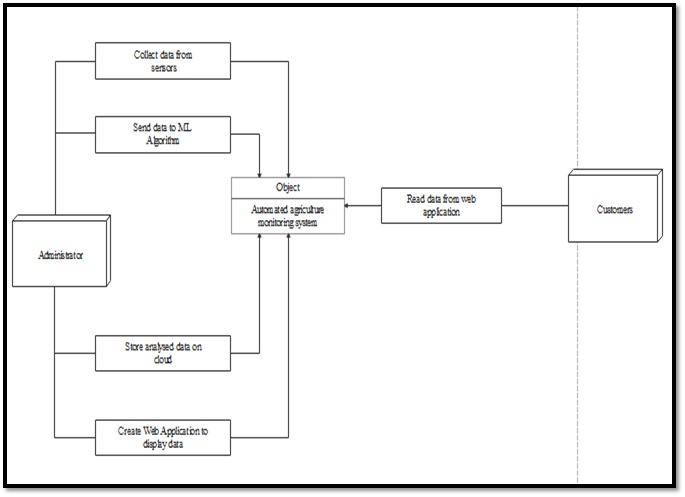 Collect data from
sensors
Send data to ML
Algorithm
Object
Automated agriculture
monitoring system
Read data from web
application
Customers
Administrator
Store analysed data on
cloud
Create Web Application to
display data